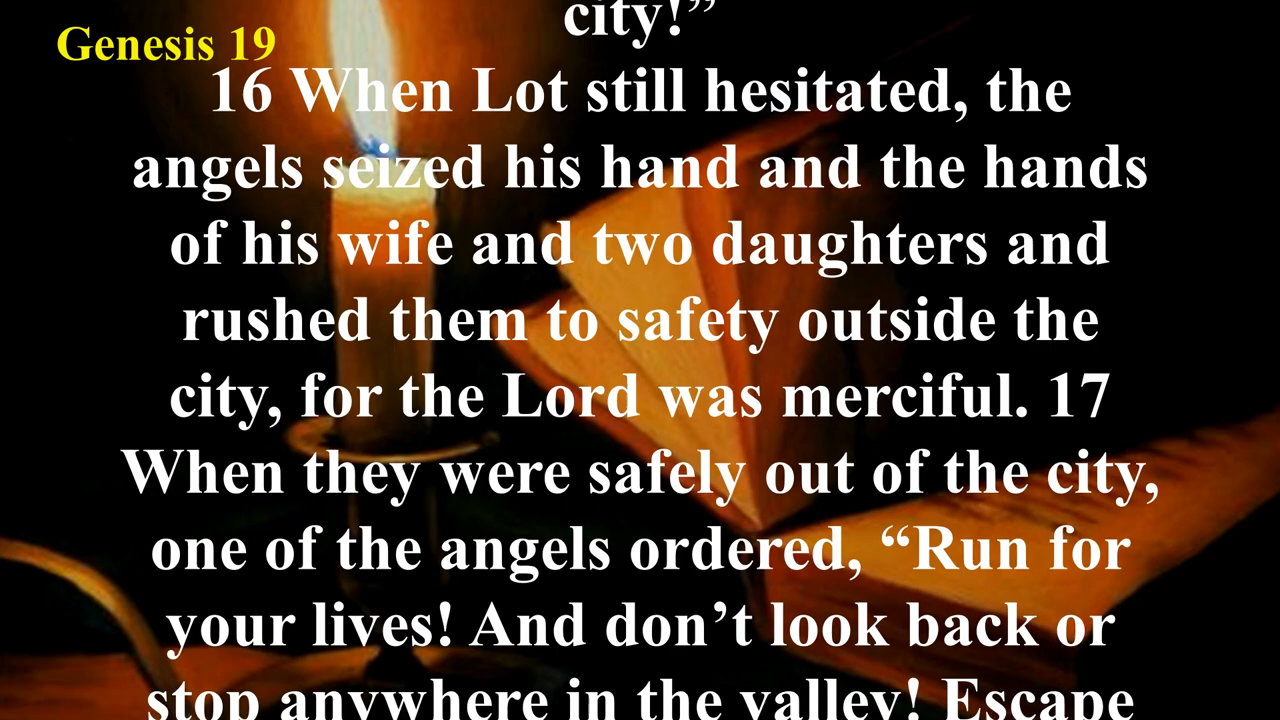 city!”
Genesis 19
16 When Lot still hesitated, the
angels seized his hand and the hands
of his wife and two daughters and
rushed them to safety outside the
city, for the Lord was merciful. 17
When they were safely out of the city,
one of the angels ordered, “Run for
your lives! And don’t look back or
stop anywhere in the valley! Escape